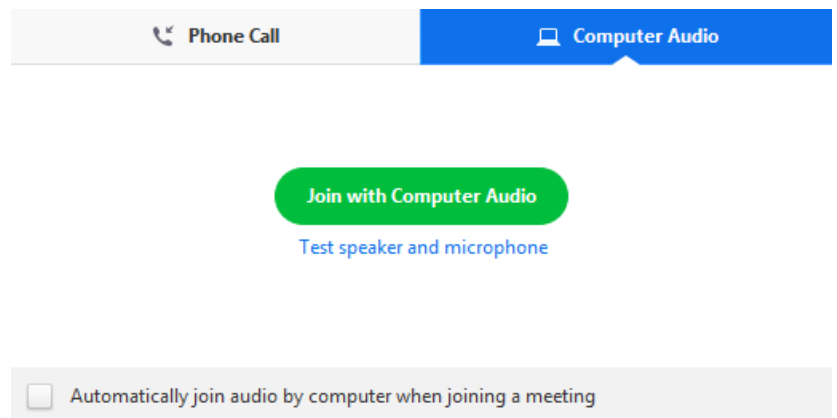 Phone Call
Computer Audio
Join with Computer Audio
Test speaker and microphone
Automatically join audio by computer when joining a meeting